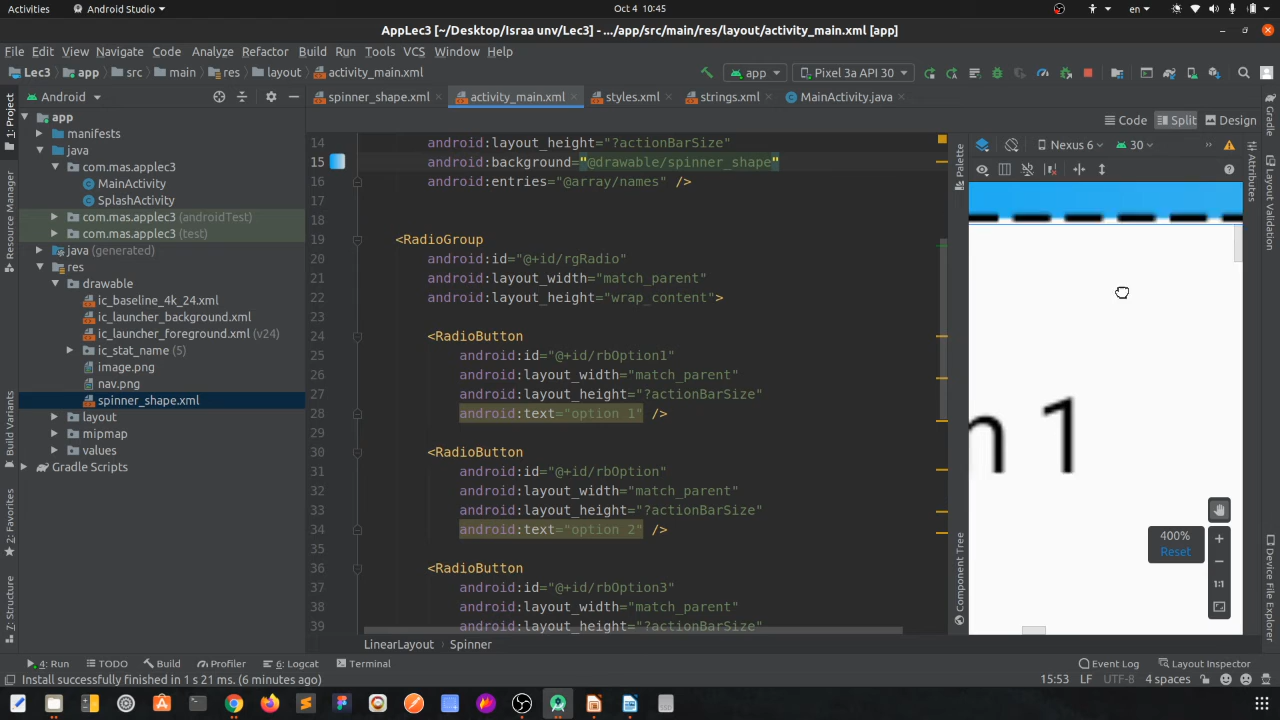 Activities
Android Studio
Oct 4  10:45
en
AppLec3 [~/Desktop/Israa unv/Lec3] - .../app/src/main/res/layout/activity_main.xml [app]
File Edit View Navigate Code Analyze Refactor Build Run Tools VCS Window Help
Lec3 app src main res layout activity_main.xml
app
Pixel 3a API 30
Android
spinner_shape.xml
activity_main.xml
styles.xml
strings.xml
MainActivity.java
Code Split Design
1: Project
Resource Manager
Build Variants
2: Favorites
Z: Structure
app
manifests
java
com.mas.applec3
MainActivity
SplashActivity
com.mas.applec3 (androidTest)
com.mas.applec3 (test)
java (generated)
res
drawable
ic_baseline_4k_24.xml
ic_launcher_background.xml
ic_launcher_foreground.xml (v24)
ic_stat_name (5)
image.png
nav.png
spinner_shape.xml
layout
mipmap
values
Gradle Scripts
14 android:layout_height="?actionBarSize"
15 android:background="@drawable/spinner_shape"
16 android:entries="@array/names" />
17
18
19 <RadioGroup
20 android:id="@+id/rgRadio"
21 android:layout_width="match_parent"
22 android:layout_height="wrap_content">
23
24 <RadioButton
25 android:id="@+id/rbOption1"
26 android:layout_width="match_parent"
27 android:layout_height="?actionBarSize"
28 android:text="option 1" />
29
30 <RadioButton
31 android:id="@+id/rbOption"
32 android:layout_width="match_parent"
33 android:layout_height="?actionBarSize"
34 android:text="option 2" />
35
36 <RadioButton
37 android:id="@+id/rbOption3"
38 android:layout_width="match_parent"
39 android:layout_height="?actionBarSize"
LinearLayout Spinner
Palette
Component Tree
Nexus 6
30
n 1
400%
Reset
1:1
Gradle
Attributes
Layout Validation
Device File Explorer
4: Run TODO Build Profiler 6: Logcat Terminal
Event Log Layout Inspector
Install successfully finished in 1 s 21 ms. (6 minutes ago)
15:53 LF UTF-8 4 spaces